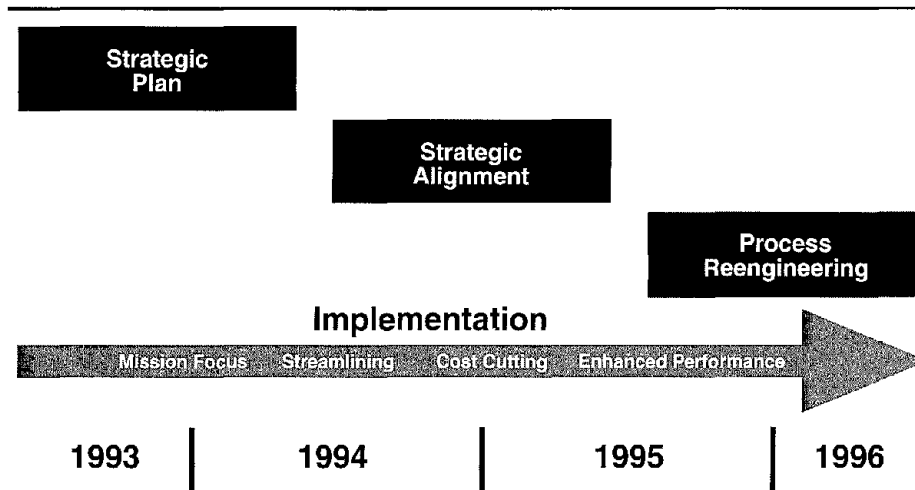 Strategic
Plan
Strategic
Alignment
Process
Reengineering
Implementation
Mission Focus Streamlining Cost Cutting Enhanced Performance
1993 1994 1995 1996